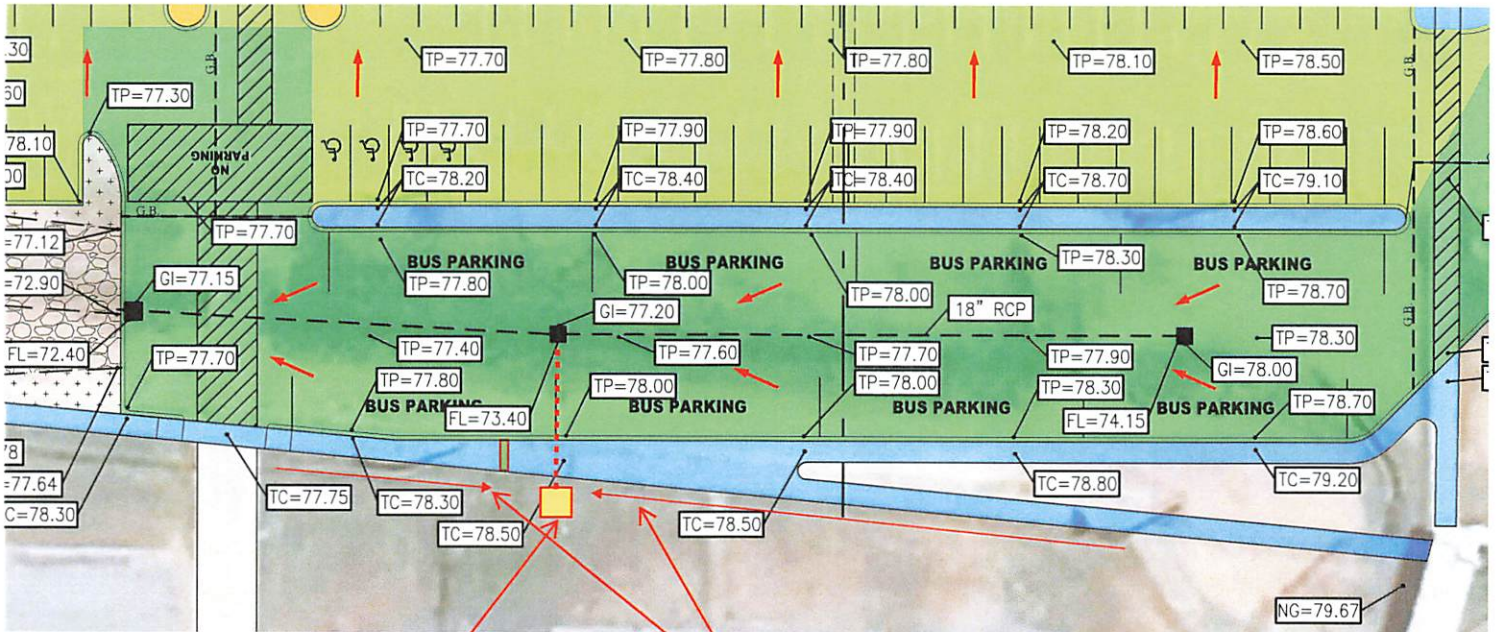 .30
G.B.
TP=77.70
TP=77.80
TP=77.80
TP=78.10
TP=78.50
G.B.
60
TP=77.30
78.10
TP=77.70
TP=77.90
TP=77.90
TP=78.20
TP=78.60
NO
PARKING
00
TC=78.20
TC=78.40
TC=78.40
TC=78.70
TC=79.10
G.B.
=77.12
TP=77.70
BUS PARKING
BUS PARKING
BUS PARKING
BUS PARKING
TP=78.30
=72.90
GI=77.15
TP=77.80
TP=78.00
TP=78.00
TP=78.70
GI=77.20
18" RCP
G.B.
FL=72.40
TP=77.70
TP=77.40
TP=77.60
TP=77.70
TP=77.90
TP=78.30
GI=78.00
TP=77.80
TP=78.00
TP=78.00
TP=78.30
TP=78.70
BUS PARKING
BUS PARKING
BUS PARKING
BUS PARKING
FL=73.40
FL=74.15
78
=77.64
C=78.30
TC=77.75
TC=78.30
TC=78.50
TC=78.50
TC=78.80
TC=79.20
NG=79.67